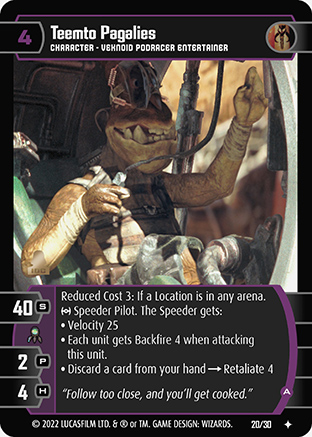 4
Teemto Pagalies
CHARACTER - VEKNOID PODRACER ENTERTAINER
Reduced Cost 3: If a Location is in any arena.
Speeder Pilot. The Speeder gets:
• Velocity 25
• Each unit gets Backfire 4 when attacking
this unit.
• Discard a card from your hand → Retaliate 4
"Follow too close, and you'll get cooked."
40 S
2 P
4 H
A
© 2022 LUCASFILM LTD. & ® or TM. GAME DESIGN: WIZARDS.
20/30